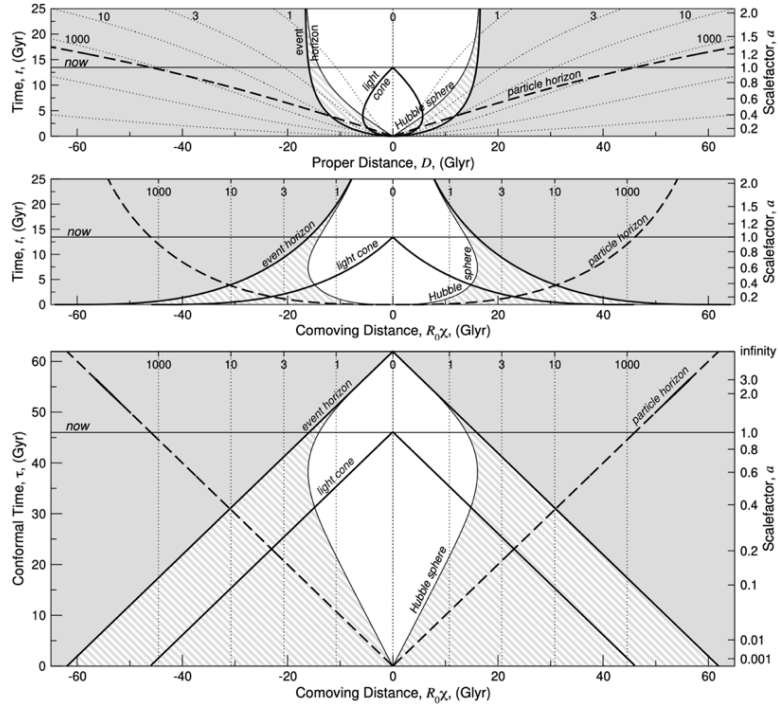 25
20
15
10
5
0
Time, t, (Gyr)
10 3 1 0 1 3 10
1000 1000
now
event
horizon
light
cone
Hubble sphere
particle horizon
2.0
1.5
1.2
1.0
0.8
0.6
0.4
0.2
Scalefactor, a
-60 -40 -20 0 20 40 60
Proper Distance, D, (Glyr)
25
20
15
10
5
0
Time, t, (Gyr)
1000 10 3 1 0 1 3 10 1000
now
event horizon
light cone
Hubble
sphere
particle horizon
2.0
1.5
1.2
1.0
0.8
0.6
0.4
0.2
Scalefactor, a
-60 -40 -20 0 20 40 60
Comoving Distance, R₀χ, (Glyr)
60
50
40
30
20
10
0
Conformal Time, τ, (Gyr)
1000 10 3 1 0 1 3 10 1000
now
event horizon
light cone
Hubble sphere
particle horizon
infinity
3.0
2.0
1.0
0.8
0.6
0.4
0.2
0.1
0.01
0.001
Scalefactor, a
-60 -40 -20 0 20 40 60
Comoving Distance, R₀χ, (Glyr)